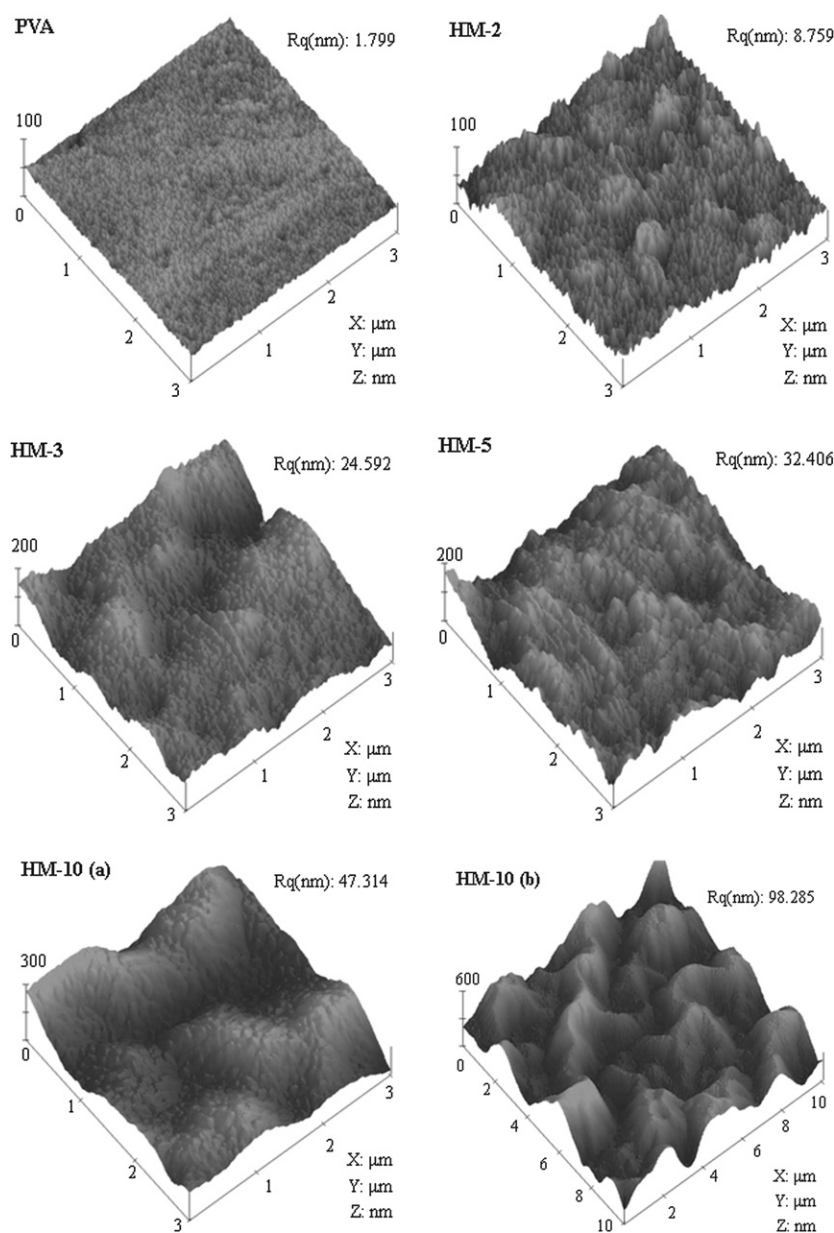 PVA
Rq(nm): 1.799
100
0
1
2
3
1
2
3
X: μm
Y: μm
Z: nm
HM-2
Rq(nm): 8.759
100
0
1
2
3
1
2
3
X: μm
Y: μm
Z: nm
HM-3
Rq(nm): 24.592
200
0
1
2
3
1
2
3
X: μm
Y: μm
Z: nm
HM-5
Rq(nm): 32.406
200
0
1
2
3
1
2
3
X: μm
Y: μm
Z: nm
HM-10 (a)
Rq(nm): 47.314
300
0
1
2
3
1
2
3
X: μm
Y: μm
Z: nm
HM-10 (b)
Rq(nm): 98.285
600
0
2
4
6
8
10
2
4
6
8
10
X: μm
Y: μm
Z: nm